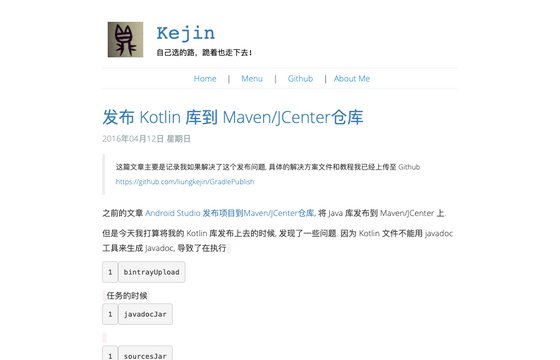 Kejin
自己选的路，跪着也走下去!
Home | Menu | Github | About Me
发布 Kotlin 库到 Maven/JCenter仓库
2016年04月12日 星期日
这篇文章主要是记录我如果解决了这个发布问题, 具体的解决方案文件和教程我已经上传至 Github
https://github.com/liungkejin/GradlePublish
之前的文章 Android Studio 发布项目到Maven/JCenter仓库, 将 Java 库发布到 Maven/JCenter 上.
但是今天我打算将我的 Kotlin 库发布上去的时候, 发现了一些问题. 因为 Kotlin 文件不能用 javadoc
工具来生成 Javadoc, 导致了在执行
1 bintrayUpload
任务的时候
1 javadocJar
1 sourcesJar